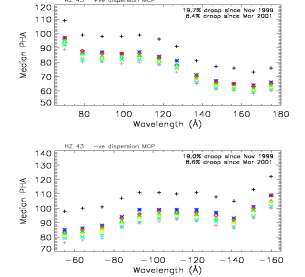 HZ 43 +ve dispersion MCP
19.7% droop since Nov 1999
8.4% droop since Mar 2001
Median PHA
120
110
100
90
80
70
60
50
60 80 100 120 140 160 180
Wavelength (Å)
HZ 43 -ve dispersion MCP
19.0% droop since Nov 1999
8.6% droop since Mar 2001
Median PHA
140
130
120
110
100
90
80
70
-60 -80 -100 -120 -140 -160
Wavelength (Å)